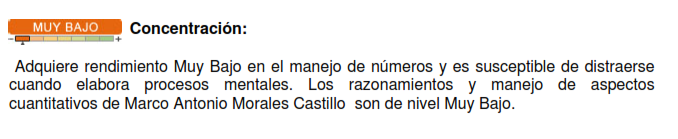 MUY BAJO Concentración:
- +
Adquiere rendimiento Muy Bajo en el manejo de números y es susceptible de distraerse
cuando elabora procesos mentales. Los razonamientos y manejo de aspectos
cuantitativos de Marco Antonio Morales Castillo son de nivel Muy Bajo.